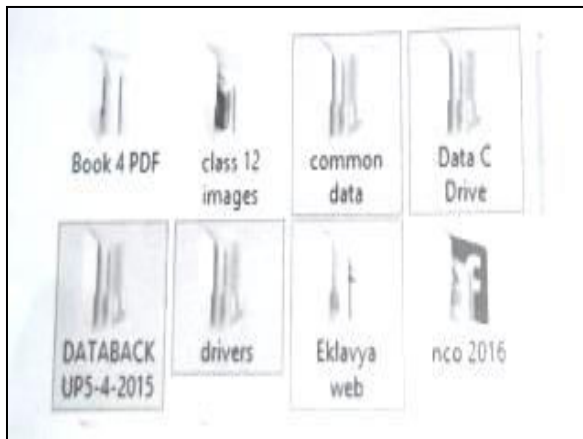 Book 4 PDF
class 12
images
common
data
Data C
Drive
DATABACK
UP5-4-2015
drivers
Eklavya
web
nco 2016